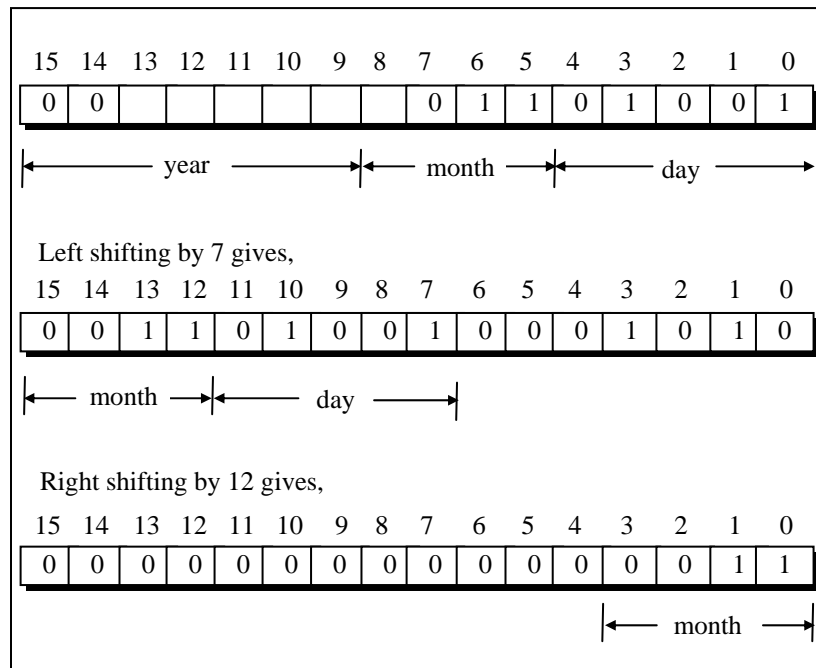 15 14 13 12 11 10 9 8 7 6 5 4 3 2 1 0
0 0 0 1 1 0 1 0 0 1
year month day
Left shifting by 7 gives,
15 14 13 12 11 10 9 8 7 6 5 4 3 2 1 0
0 0 1 1 0 1 0 0 1 0 0 0 1 0 1 0
month day
Right shifting by 12 gives,
15 14 13 12 11 10 9 8 7 6 5 4 3 2 1 0
0 0 0 0 0 0 0 0 0 0 0 0 0 0 1 1
month